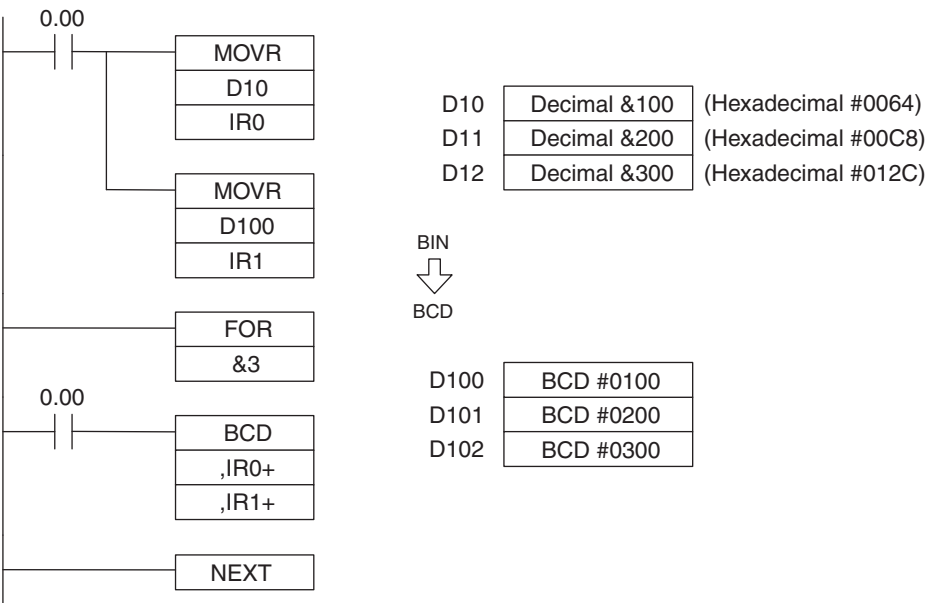 0.00
MOVR
D10
IR0
MOVR
D100
IR1
FOR
&3
0.00
BCD
,IR0+
,IR1+
NEXT
D10 Decimal &100 (Hexadecimal #0064)
D11 Decimal &200 (Hexadecimal #00C8)
D12 Decimal &300 (Hexadecimal #012C)
BIN
BCD
D100 BCD #0100
D101 BCD #0200
D102 BCD #0300